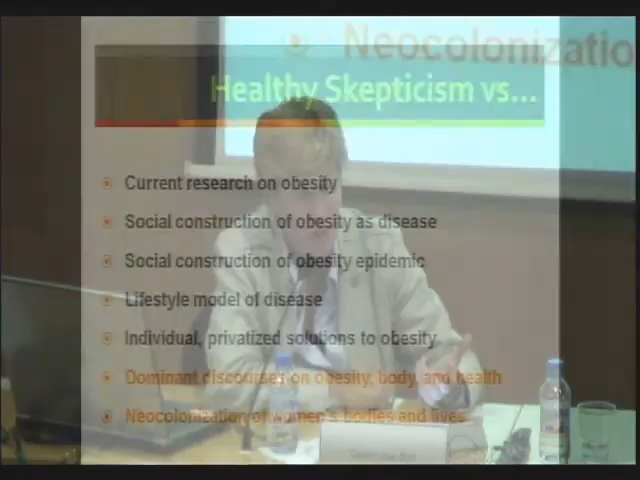 Neocolonizatio
Healthy Skepticism vs...
Current research on obesity
Social construction of obesity as disease
Social construction of obesity epidemic
Lifestyle model of disease
Individual, privatized solutions to obesity
Dominant discourses on obesity, body, and health
Neocolonization of women's bodies and lives